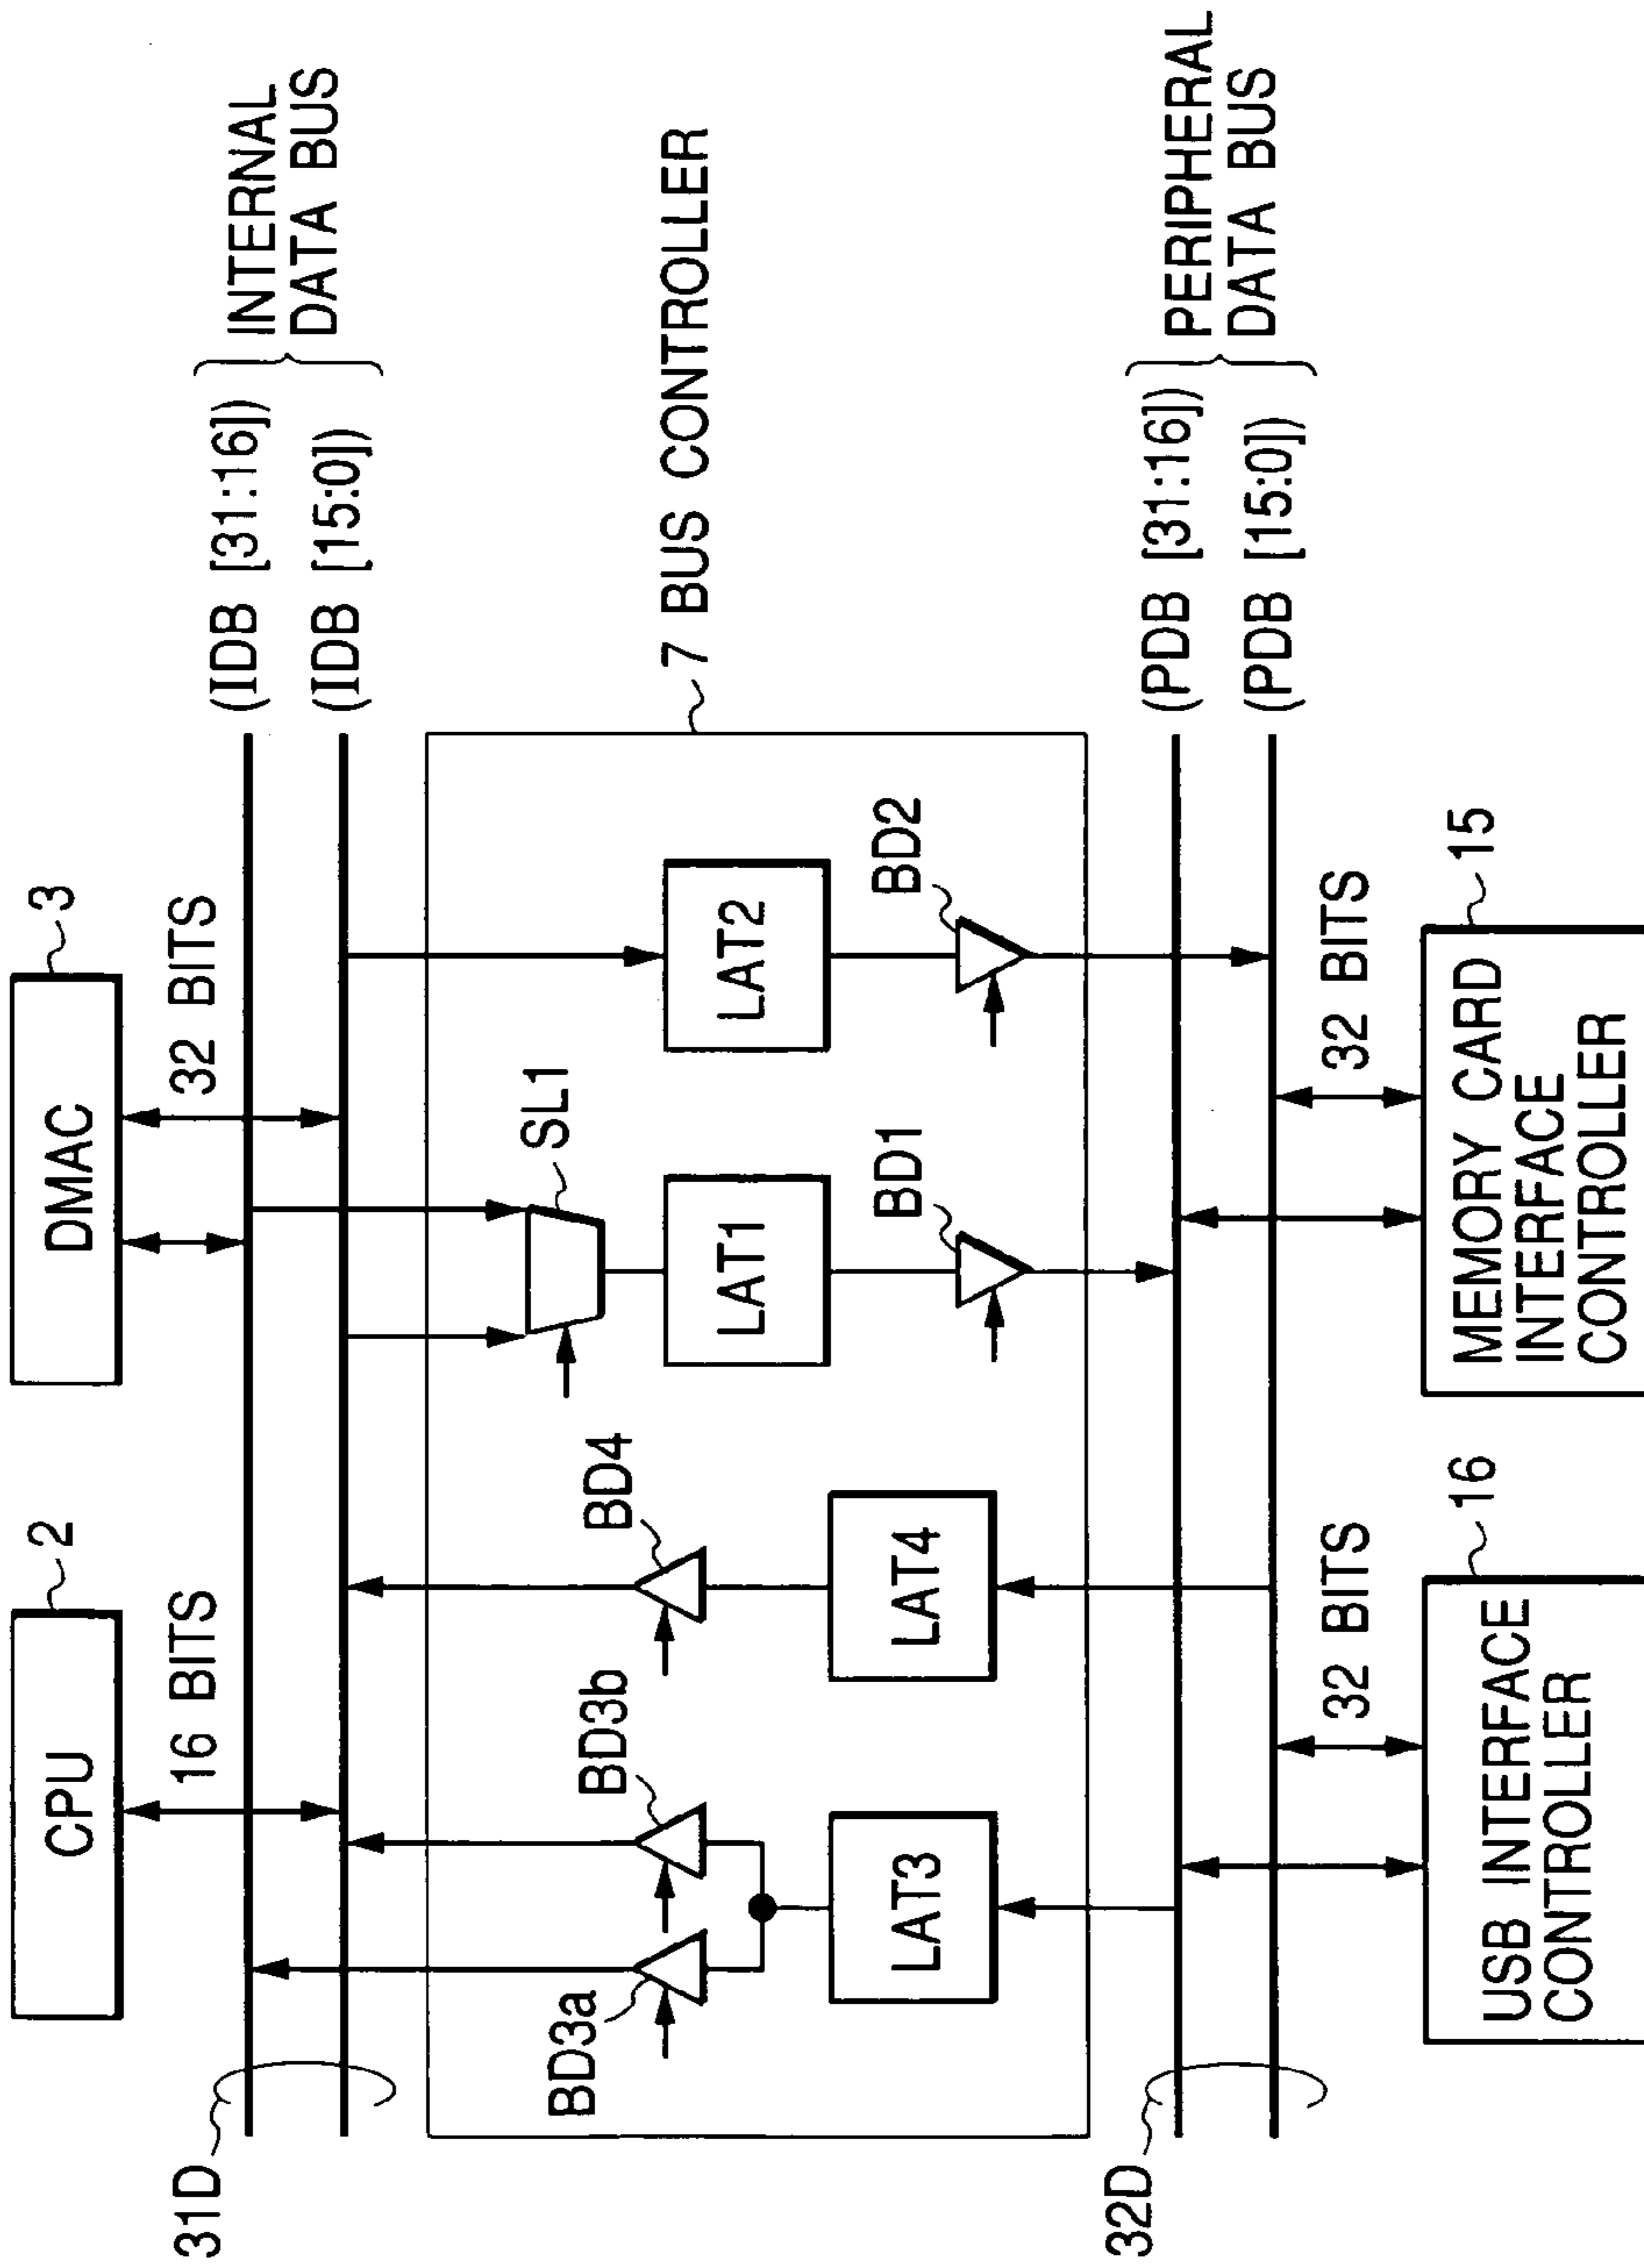 CPU
2
16 BITS
DMAC
3
32 BITS
31D
(IDB [31:16])
(IDB [15:0])
INTERNAL
DATA BUS
BD3a
BD3b
BD4
SL1
7 BUS CONTROLLER
LAT3
LAT4
LAT1
LAT2
BD1
BD2
32D
(PDB [31:16])
(PDB [15:0])
PERIPHERAL
DATA BUS
32 BITS
16
USB INTERFACE
CONTROLLER
32 BITS
15
MEMORY CARD
INTERFACE
CONTROLLER